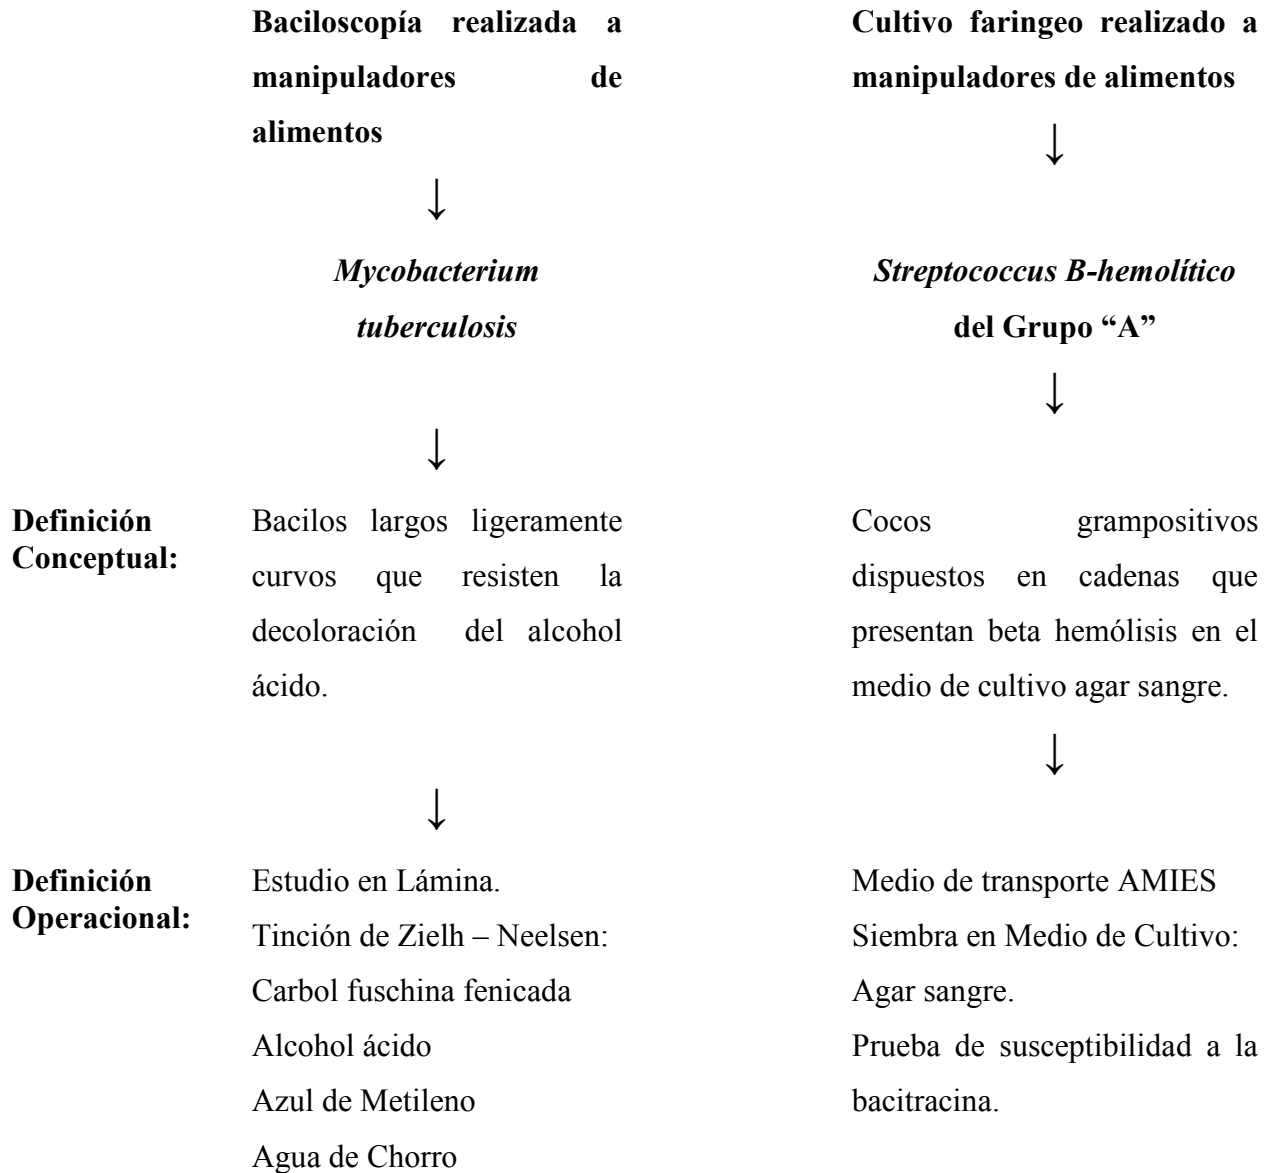 Baciloscopía realizada a
manipuladores de
alimentos
↓
Mycobacterium
tuberculosis
↓
Cultivo faringeo realizado a
manipuladores de alimentos
↓
Streptococcus B-hemolítico
del Grupo “A”
↓
Definición
Conceptual:
Bacilos largos ligeramente
curvos que resisten la
decoloración del alcohol
ácido.
↓
Cocos grampositivos
dispuestos en cadenas que
presentan beta hemólisis en el
medio de cultivo agar sangre.
↓
Definición
Operacional:
Estudio en Lámina.
Tinción de Zielh – Neelsen:
Carbol fuschina fenicada
Alcohol ácido
Azul de Metileno
Agua de Chorro
Medio de transporte AMIES
Siembra en Medio de Cultivo:
Agar sangre.
Prueba de susceptibilidad a la
bacitracina.